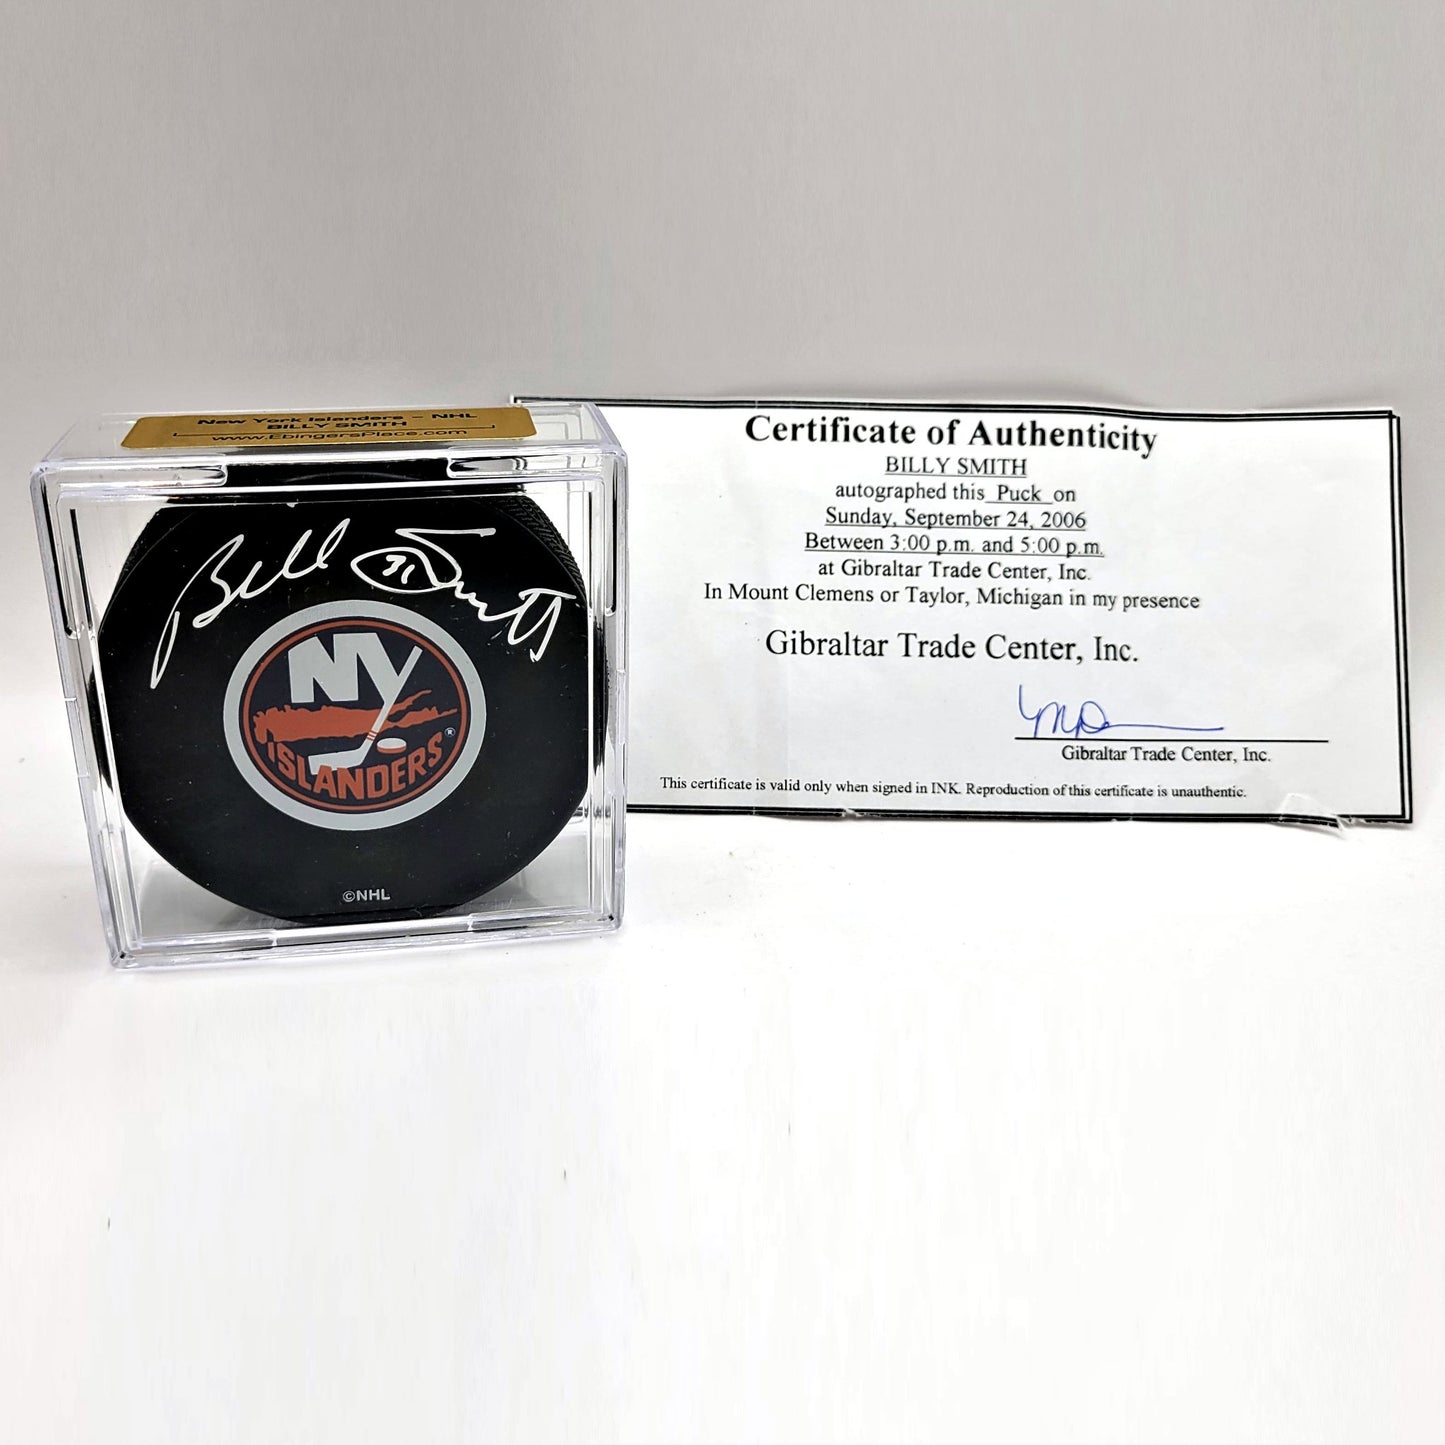 New York Islanders - NHL
BILLY SMITH
www.EbingersPlace.com
Bill 31 Smith
NY
ISLANDERS®
©NHL
Certificate of Authenticity
BILLY SMITH
autographed this Puck on
Sunday, September 24, 2006
Between 3:00 p.m. and 5:00 p.m.
at Gibraltar Trade Center, Inc.
In Mount Clemens or Taylor, Michigan in my presence
Gibraltar Trade Center, Inc.
Gibraltar Trade Center, Inc.
This certificate is valid only when signed in INK. Reproduction of this certificate is unauthentic.